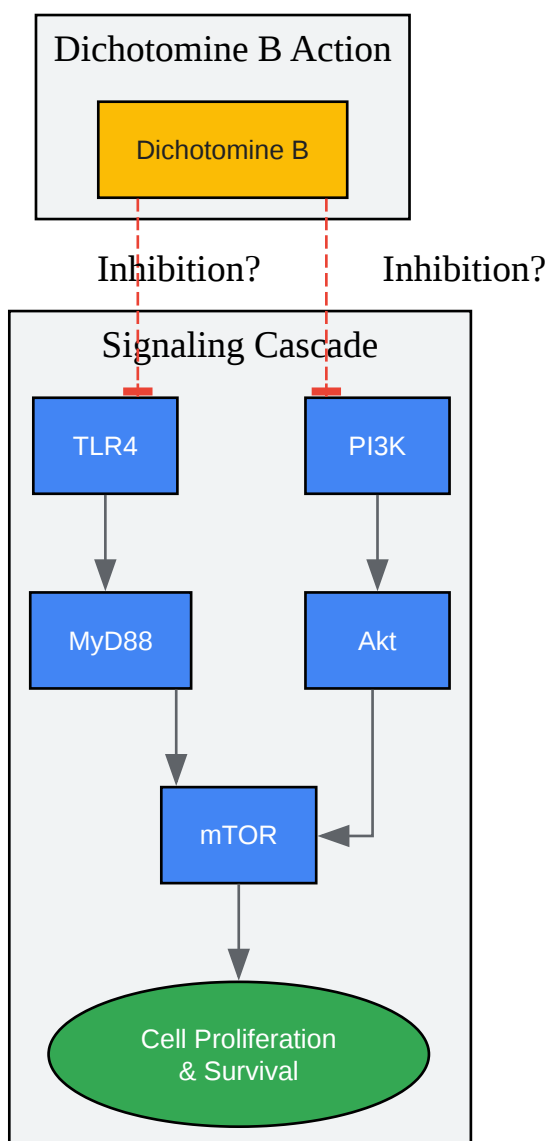 Dichotomine B Action
Dichotomine B
Inhibition? Inhibition?
Signaling Cascade
TLR4 PI3K
MyD88 Akt
mTOR
Cell Proliferation
& Survival